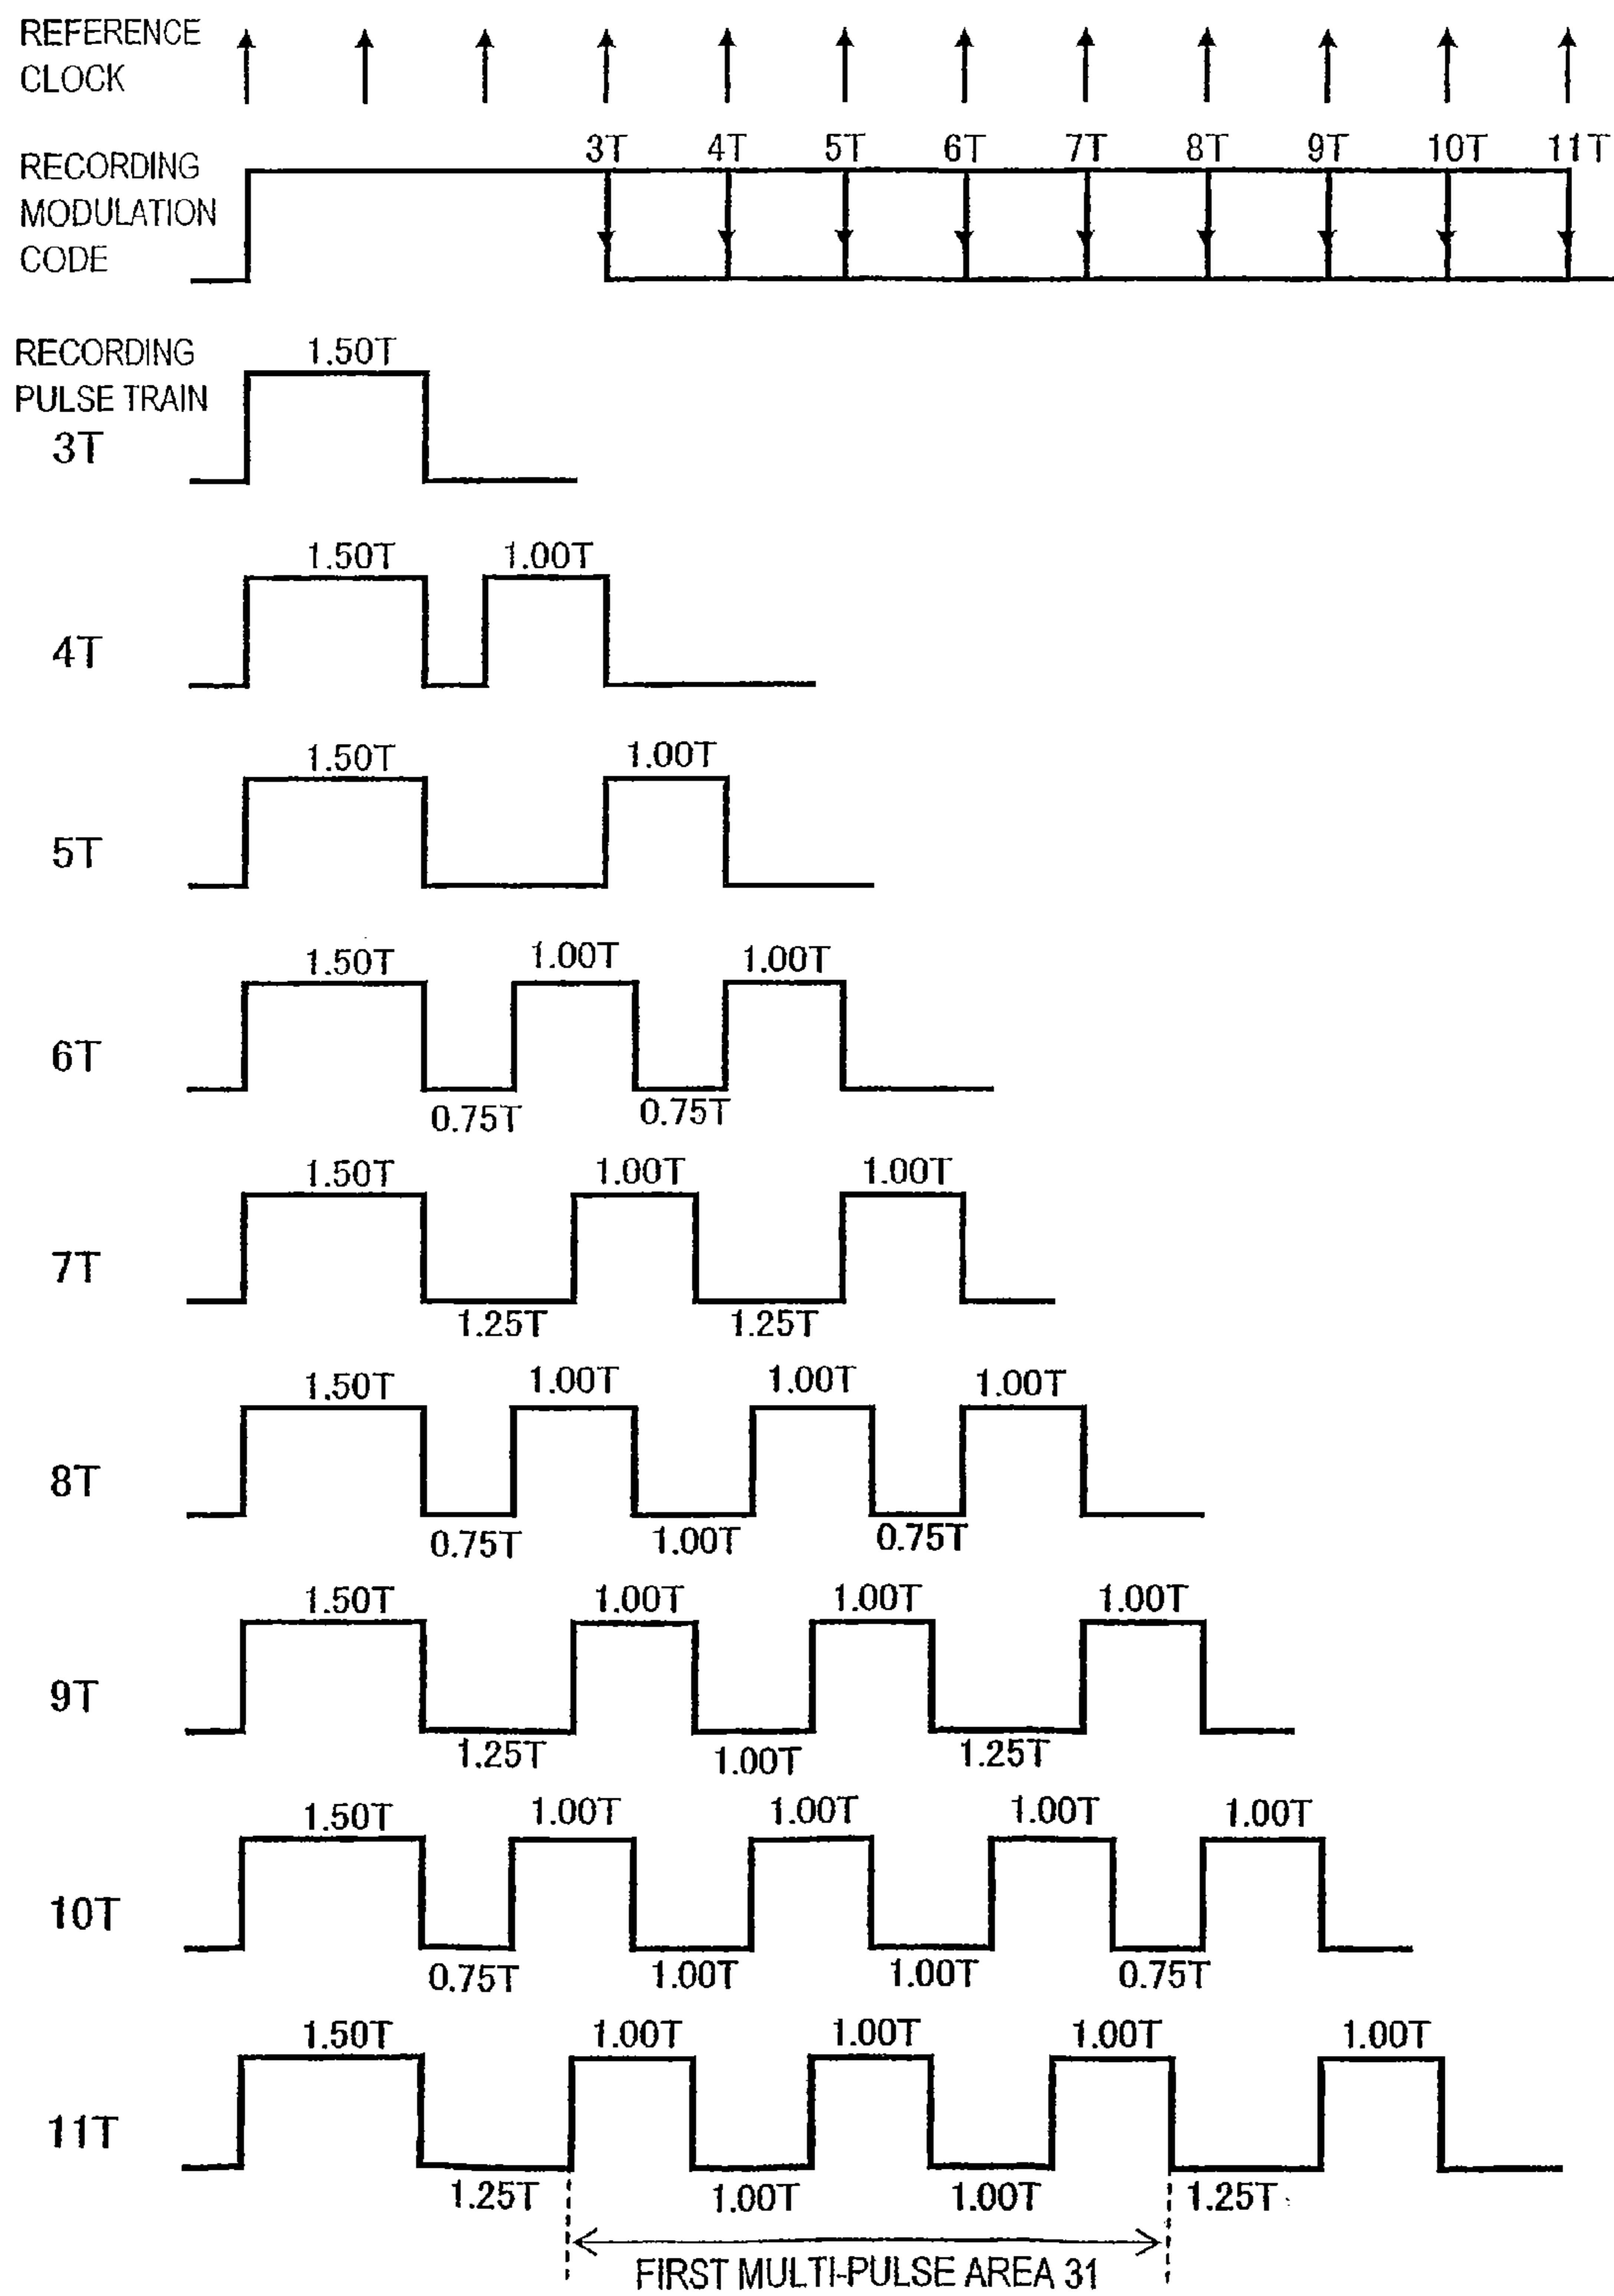 REFERENCE
CLOCK
3T 4T 5T 6T 7T 8T 9T 10T 11T
RECORDING
MODULATION
CODE
RECORDING
PULSE TRAIN
3T
1.50T
4T
1.50T 1.00T
5T
1.50T 1.00T
6T
1.50T 1.00T 1.00T
0.75T 0.75T
7T
1.50T 1.00T 1.00T
1.25T 1.25T
8T
1.50T 1.00T 1.00T 1.00T
0.75T 1.00T 0.75T
9T
1.50T 1.00T 1.00T 1.00T
1.25T 1.00T 1.25T
10T
1.50T 1.00T 1.00T 1.00T 1.00T
0.75T 1.00T 1.00T 0.75T
11T
1.50T 1.00T 1.00T 1.00T 1.00T
1.25T 1.00T 1.00T 1.25T
FIRST MULTI-PULSE AREA 31